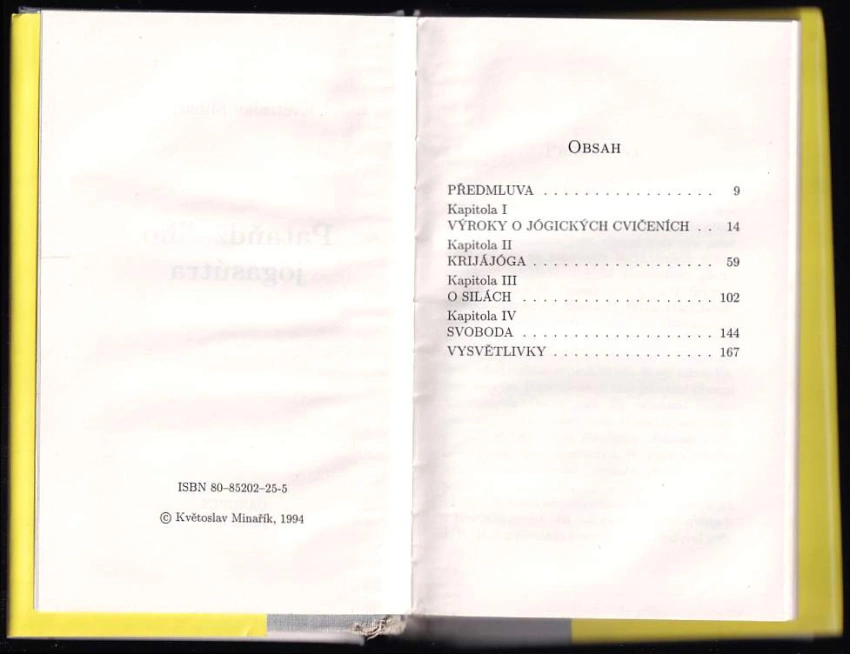 ISBN 80–85202–25-5
© Květoslav Minařík, 1994
OBSAH
PŘEDMLUVA . . . . . . . . . . . . . . . . . 9
Kapitola I
VÝROKY O JÓGICKÝCH CVIČENÍCH . . 14
Kapitola II
KRIJÁJÓGA . . . . . . . . . . . . . . . . . . 59
Kapitola III
O SILÁCH . . . . . . . . . . . . . . . . . . . 102
Kapitola IV
SVOBODA . . . . . . . . . . . . . . . . . . . 144
VYSVĚTLIVKY . . . . . . . . . . . . . . . . 167